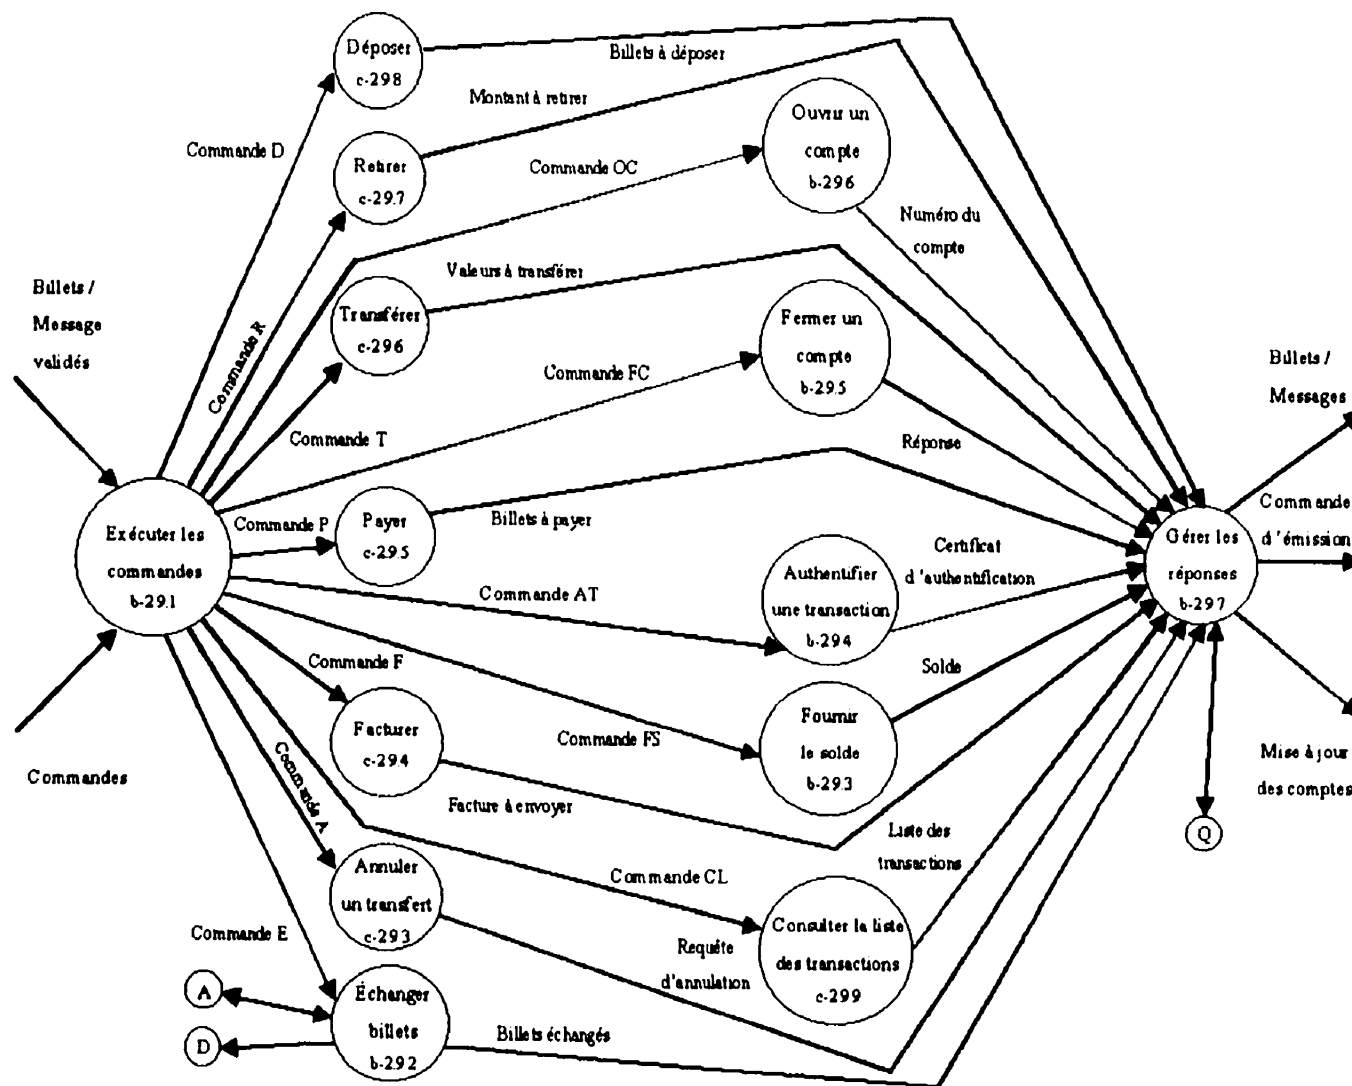 Déposer
c-298
Billets à déposer
Montant à retirer
Commande D
Retirer
c-29.7
Commande OC
Ouvrir un
compte
b-296
Numéro du
compte
Billets /
Message
validés
Commande R
Valeurs à transférer
Transférer
c-296
Commande T
Commande FC
Fermer un
compte
b-29.5
Billets /
Messages
Réponse
Exécuter les
commandes
b-29.1
Commande P
Payer
c-29.5
Billets à payer
Certificat
d'authentification
Gérer les
réponses
b-29.7
Commande
d'émission
Commande AT
Authentifier
une transaction
b-294
Commande F
Solde
Facturer
c-294
Commande FS
Fournir
le solde
b-29.3
Commandes
Commande A
Facture à envoyer
Mise à jour
des comptes
Q
Liste des
transactions
Annuler
un transfert
c-293
Commande CL
Commande E
Requête
d'annulation
Consulter la liste
des transactions
c-299
A
D
Échanger
billets
b-292
Billets échangés